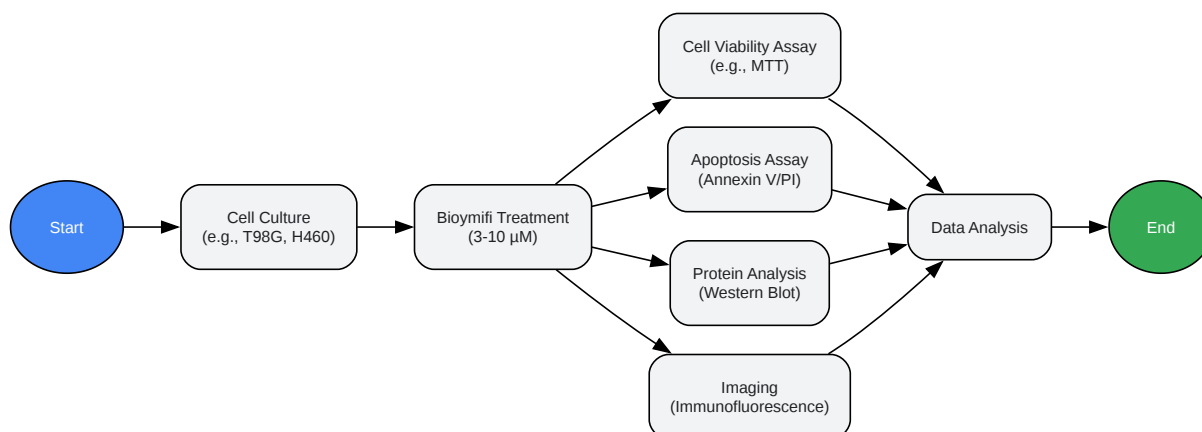 Start
Cell Culture
(e.g., T98G, H460)
Bioymifi Treatment
(3-10 µM)
Cell Viability Assay
(e.g., MTT)
Apoptosis Assay
(Annexin V/PI)
Protein Analysis
(Western Blot)
Imaging
(Immunofluorescence)
Data Analysis
End